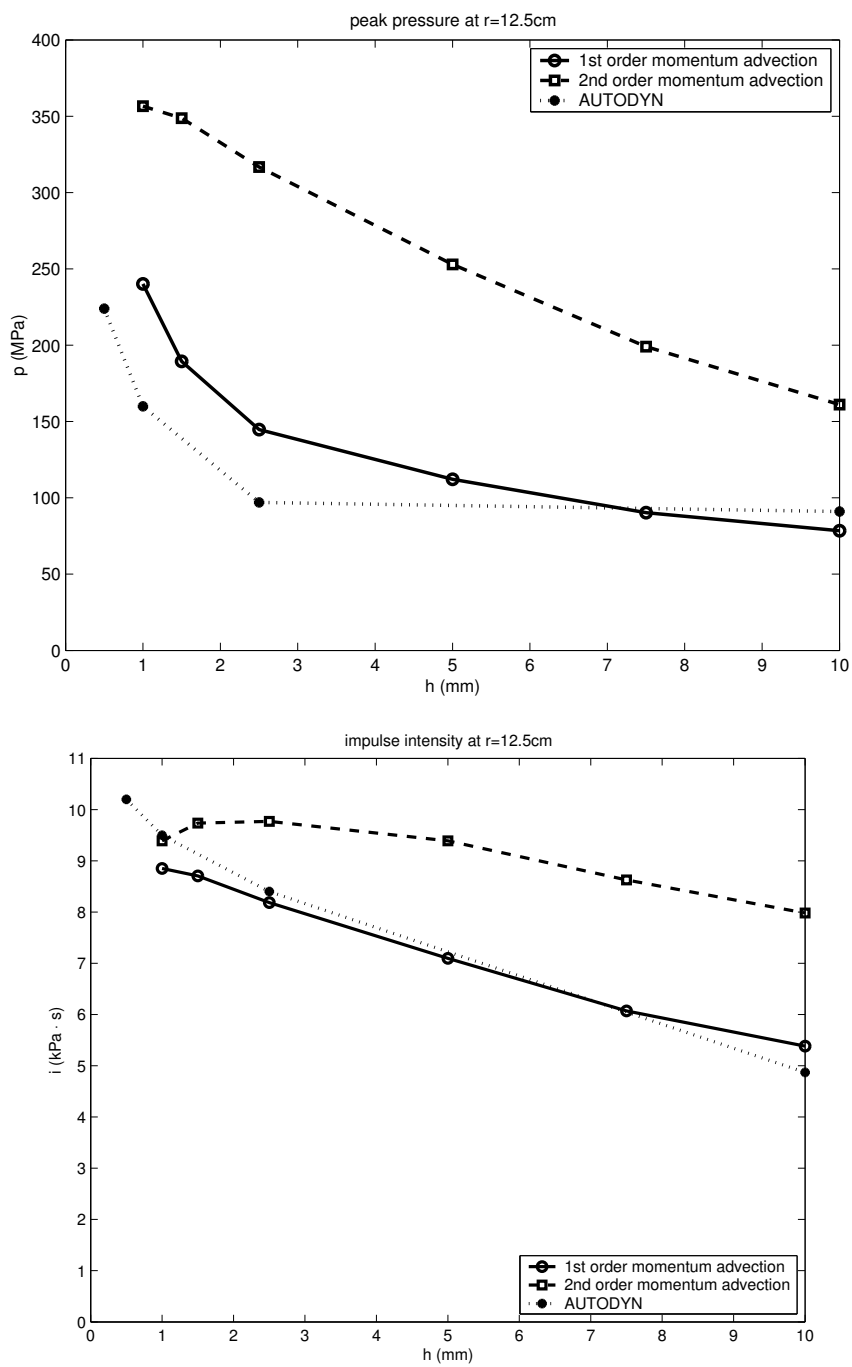 peak pressure at r=12.5cm
400
350
300
250
200
150
100
50
0
p (MPa)
1st order momentum advection
2nd order momentum advection
AUTODYN
0 1 2 3 4 5 6 7 8 9 10
h (mm)
impulse intensity at r=12.5cm
11
10
9
8
7
6
5
4
3
2
1
0
i (kPa · s)
1st order momentum advection
2nd order momentum advection
AUTODYN
0 1 2 3 4 5 6 7 8 9 10
h (mm)